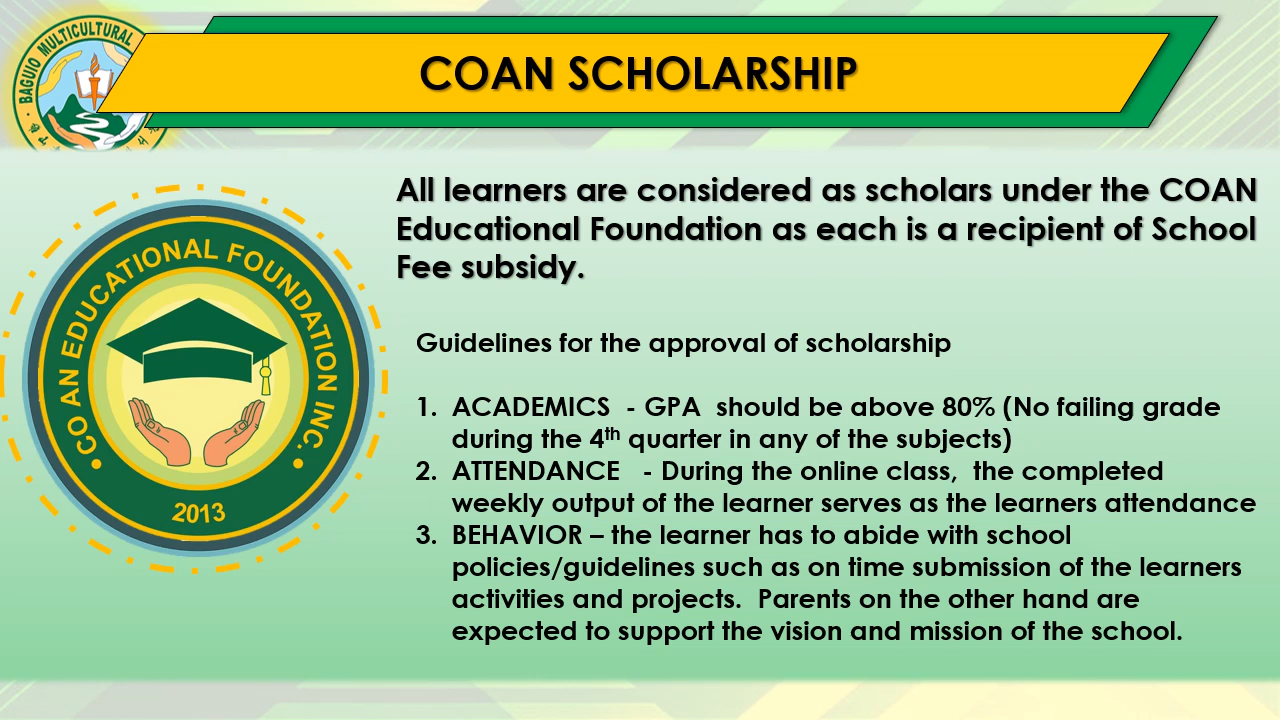 BAGUIO MULTICULTURAL
COAN SCHOLARSHIP
All learners are considered as scholars under the COAN
Educational Foundation as each is a recipient of School
Fee subsidy.
CO AN EDUCATIONAL FOUNDATION INC.
2013
Guidelines for the approval of scholarship
1. ACADEMICS - GPA should be above 80% (No failing grade
during the 4th quarter in any of the subjects)
2. ATTENDANCE - During the online class, the completed
weekly output of the learner serves as the learners attendance
3. BEHAVIOR – the learner has to abide with school
policies/guidelines such as on time submission of the learners
activities and projects. Parents on the other hand are
expected to support the vision and mission of the school.